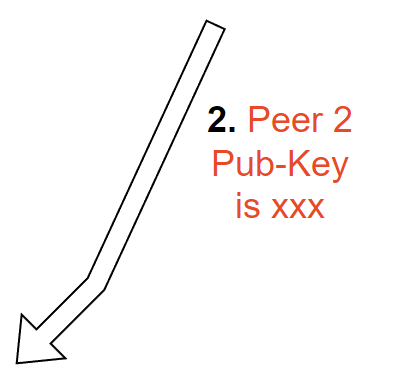 2. Peer 2
Pub-Key
is xxx